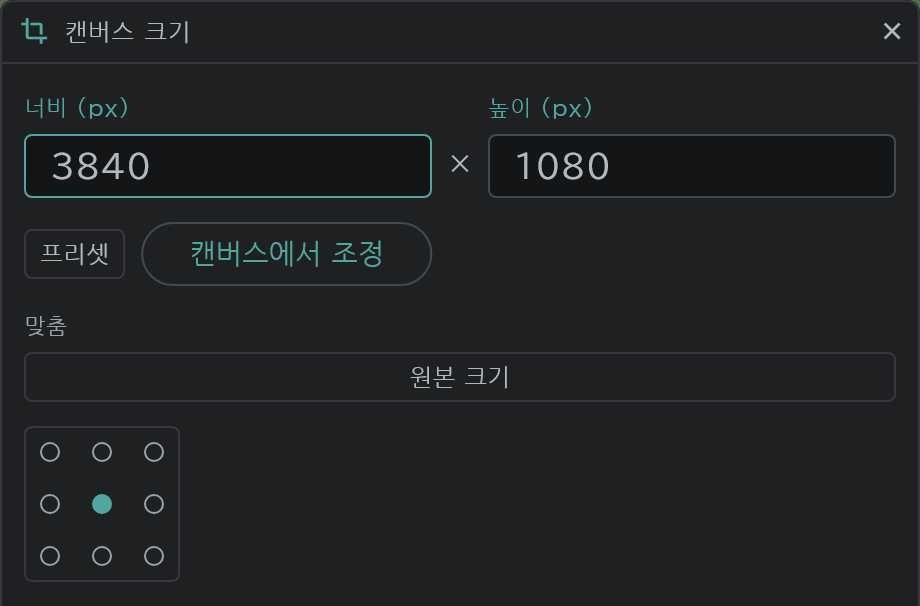 캔버스 크기
너비 (px)
높이 (px)
3840 × 1080
프리셋
캔버스에서 조정
맞춤
원본 크기